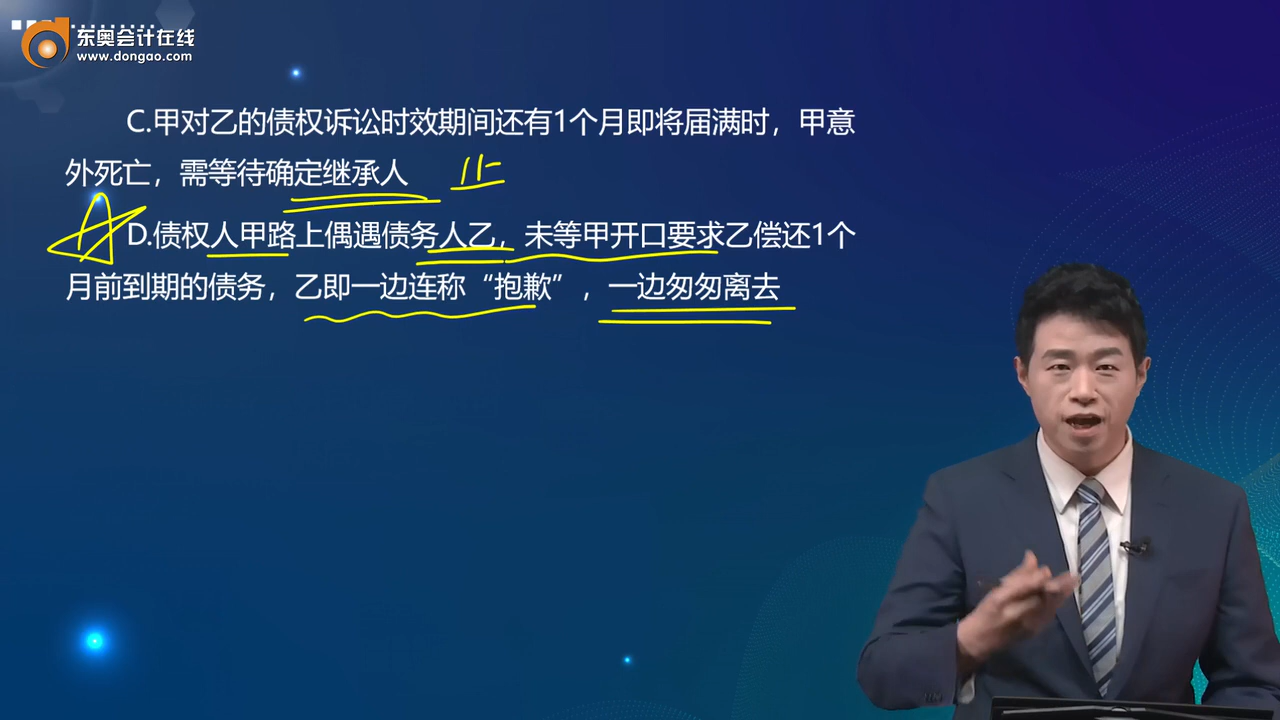 东奥会计在线
www.dongao.com
C.甲对乙的债权诉讼时效期间还有1个月即将届满时，甲意
外死亡，需等待确定继承人
止
D.债权人甲路上偶遇债务人乙，未等甲开口要求乙偿还1个
月前到期的债务，乙即一边连称“抱歉”，一边匆匆离去